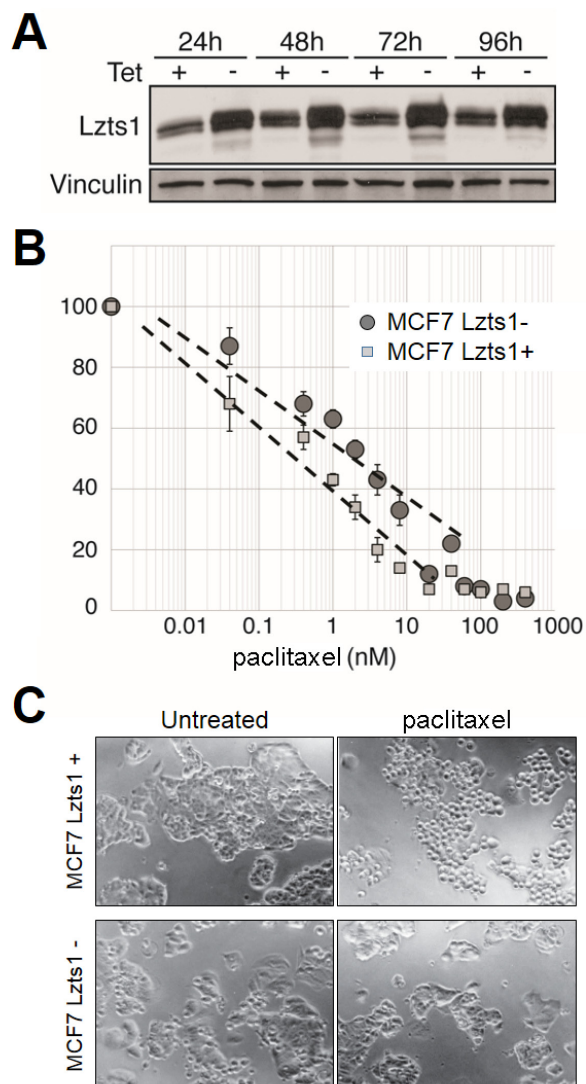 A
24h 48h 72h 96h
Tet + - + - + - + -
Lzts1
Vinculin
B
100
80
60
40
20
0
MCF7 Lzts1-
MCF7 Lzts1+
0.01 0.1 1 10 100 1000
paclitaxel (nM)
C
Untreated paclitaxel
MCF7 Lzts1 +
MCF7 Lzts1 -